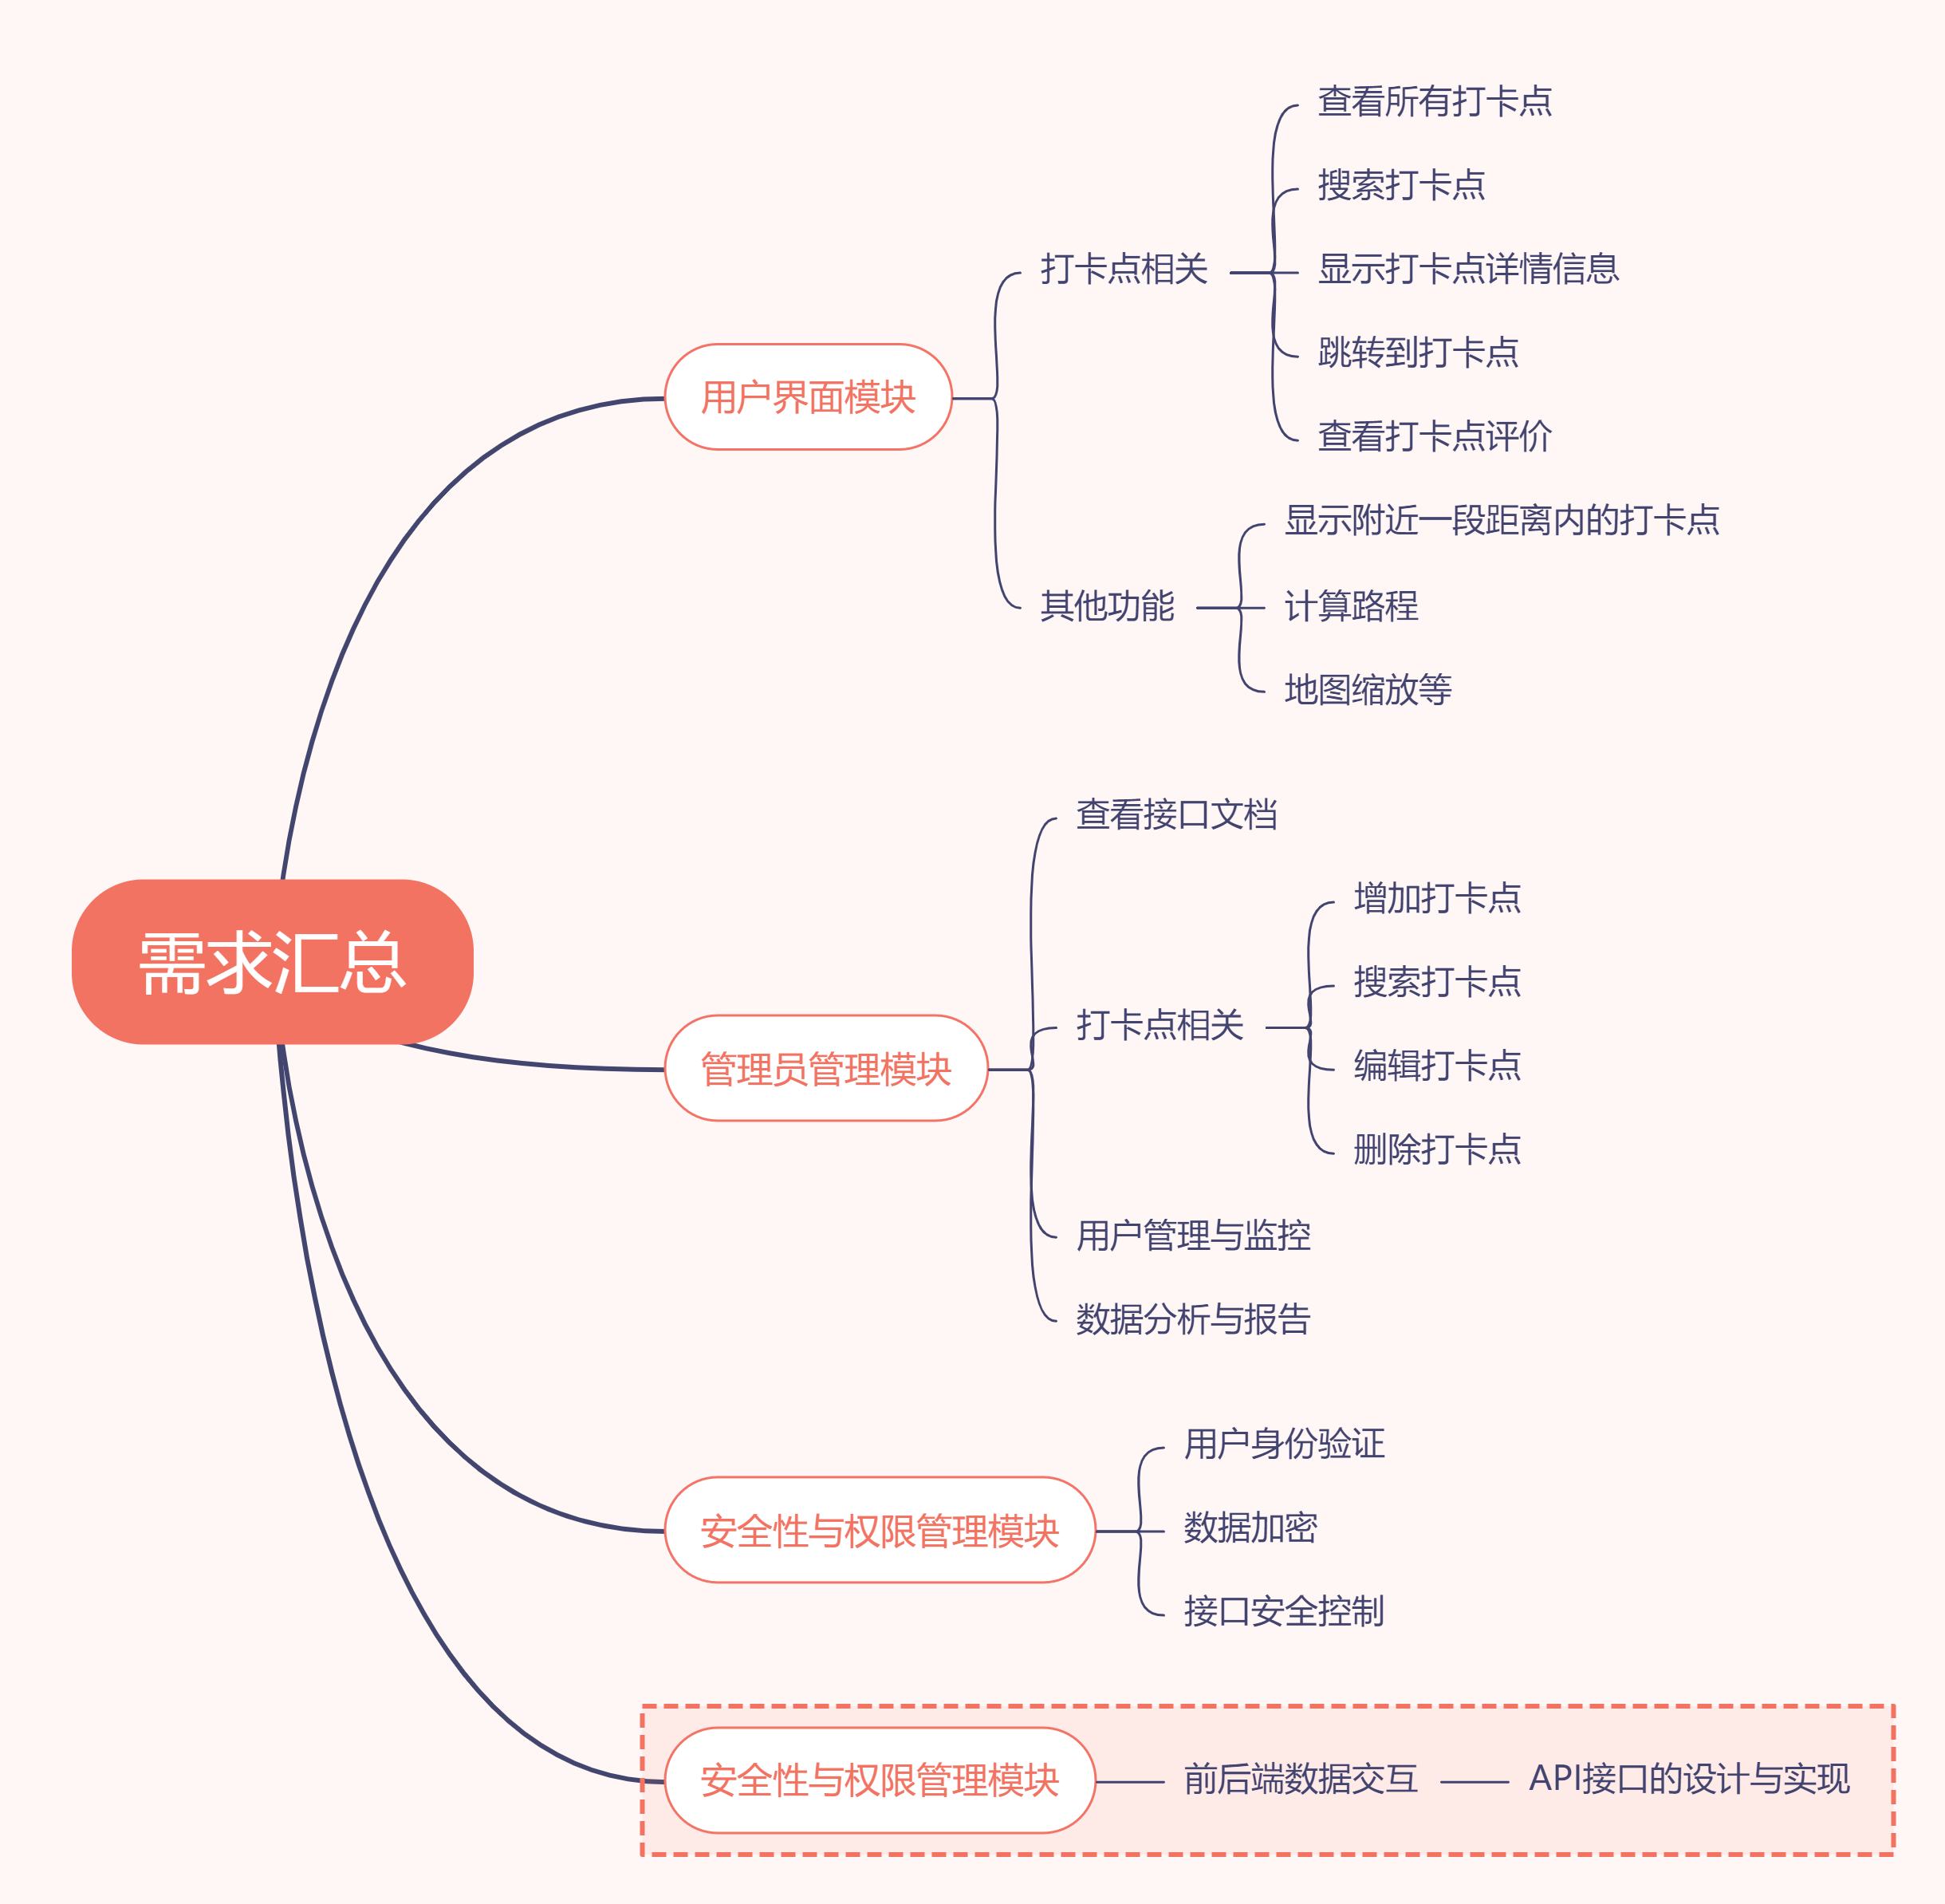 需求汇总
用户界面模块
打卡点相关
查看所有打卡点
搜索打卡点
显示打卡点详情信息
跳转到打卡点
查看打卡点评价
其他功能
显示附近一段距离内的打卡点
计算路程
地图缩放等
管理员管理模块
查看接口文档
打卡点相关
增加打卡点
搜索打卡点
编辑打卡点
删除打卡点
用户管理与监控
数据分析与报告
安全性与权限管理模块
用户身份验证
数据加密
接口安全控制
安全性与权限管理模块
前后端数据交互
API接口的设计与实现